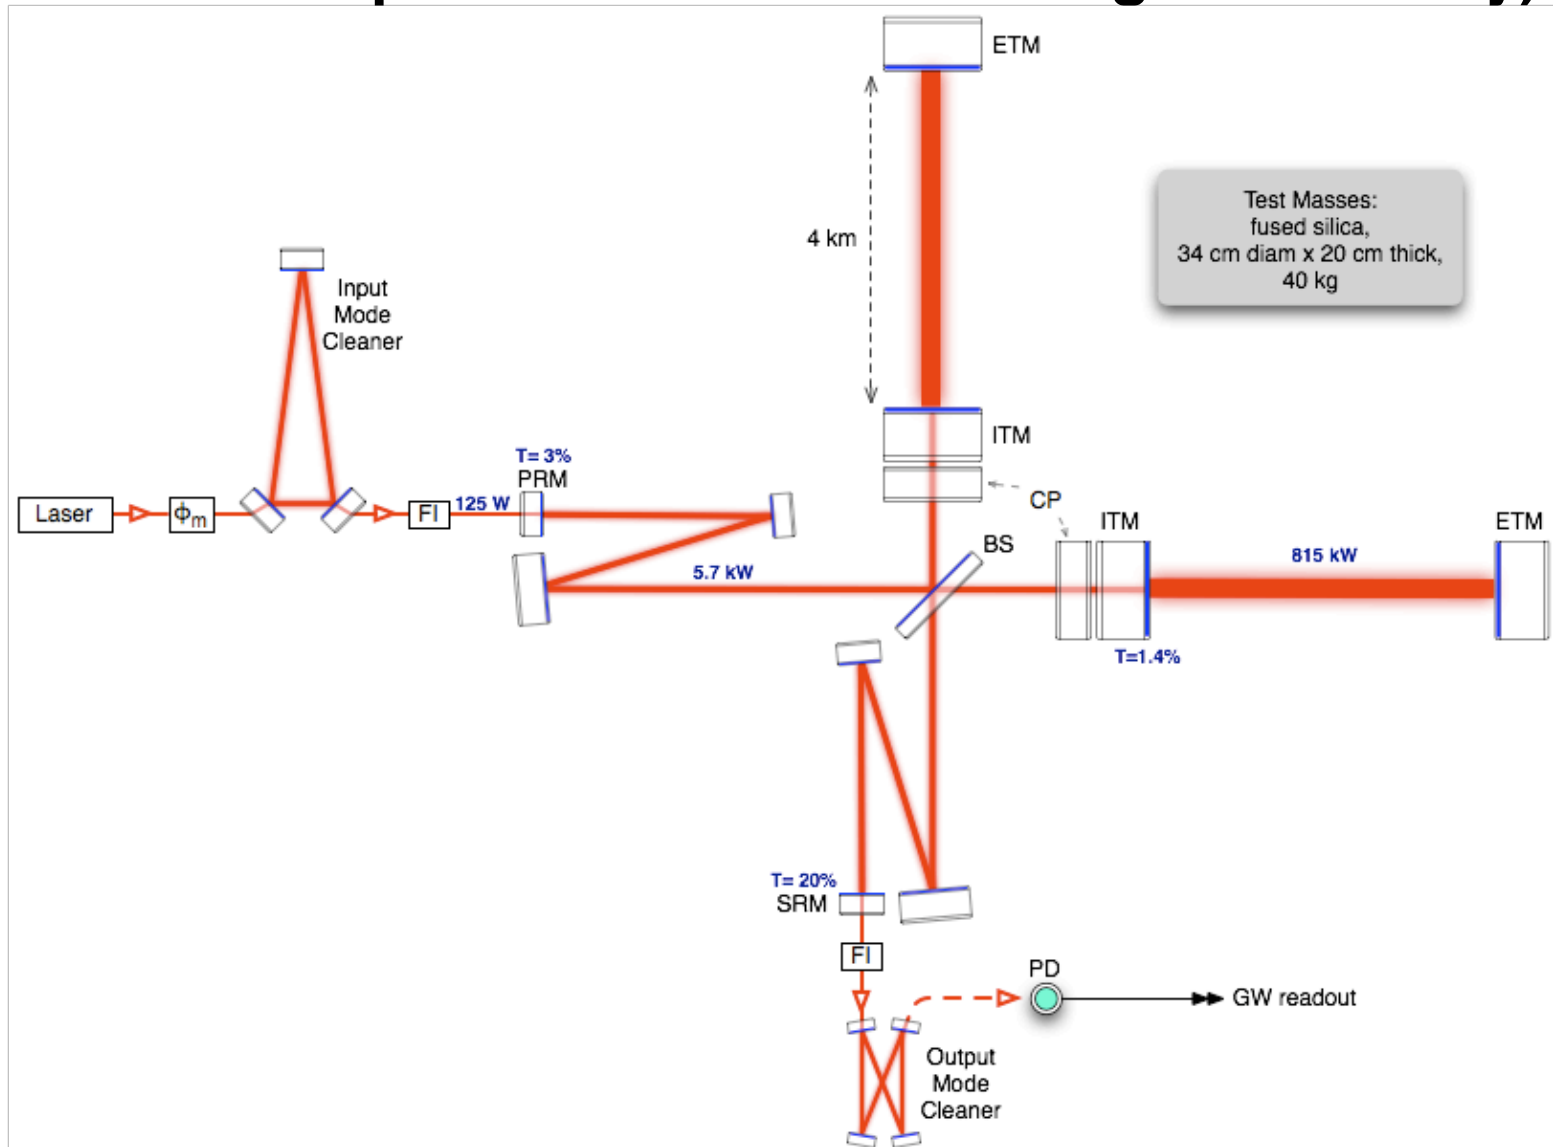 ETM
Test Masses:
fused silica,
34 cm diam x 20 cm thick,
40 kg
4 km
Input
Mode
Cleaner
ITM
T= 3%
PRM
CP
Laser
ϕm
FI
125 W
ITM
ETM
BS
5.7 kW
815 kW
T=1.4%
T= 20%
SRM
FI
PD
GW readout
Output
Mode
Cleaner